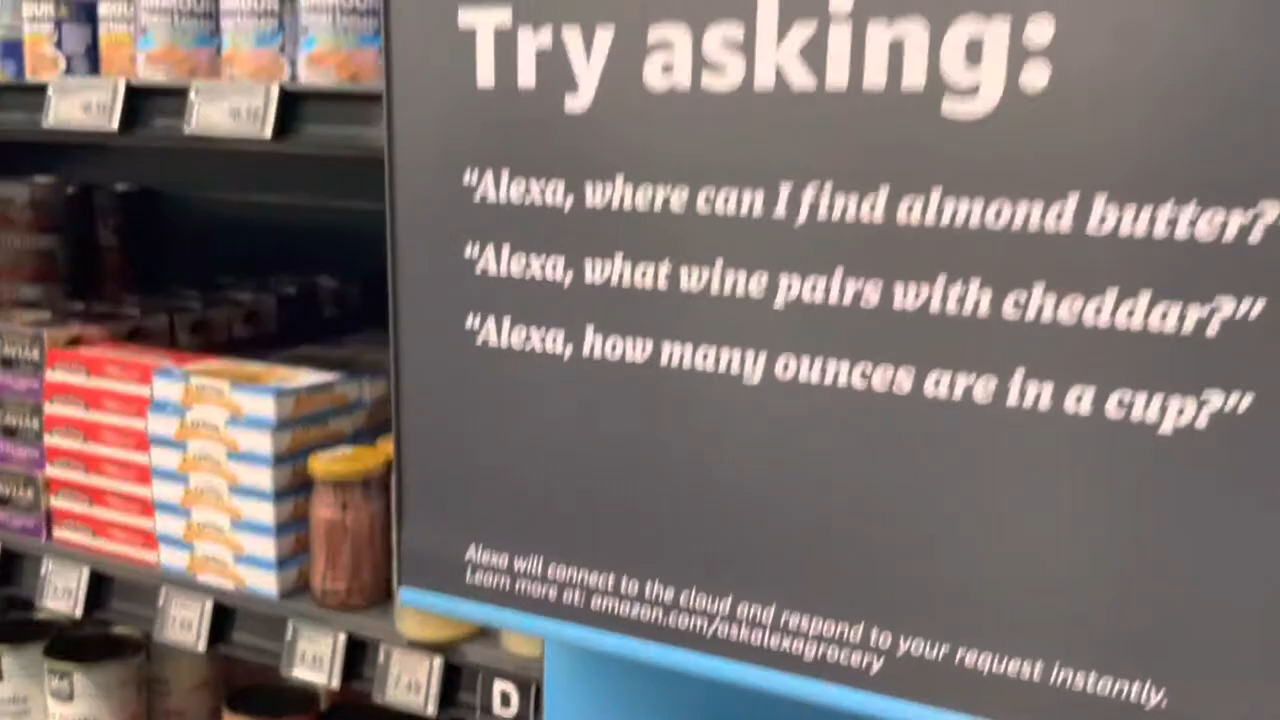 Try asking:
"Alexa, where can I find almond butter?
"Alexa, what wine pairs with cheddar?"
"Alexa, how many ounces are in a cup?"
Alexa will connect to the cloud and respond to your request instantly.
Learn more at: amazon.com/askalexagrocery
D